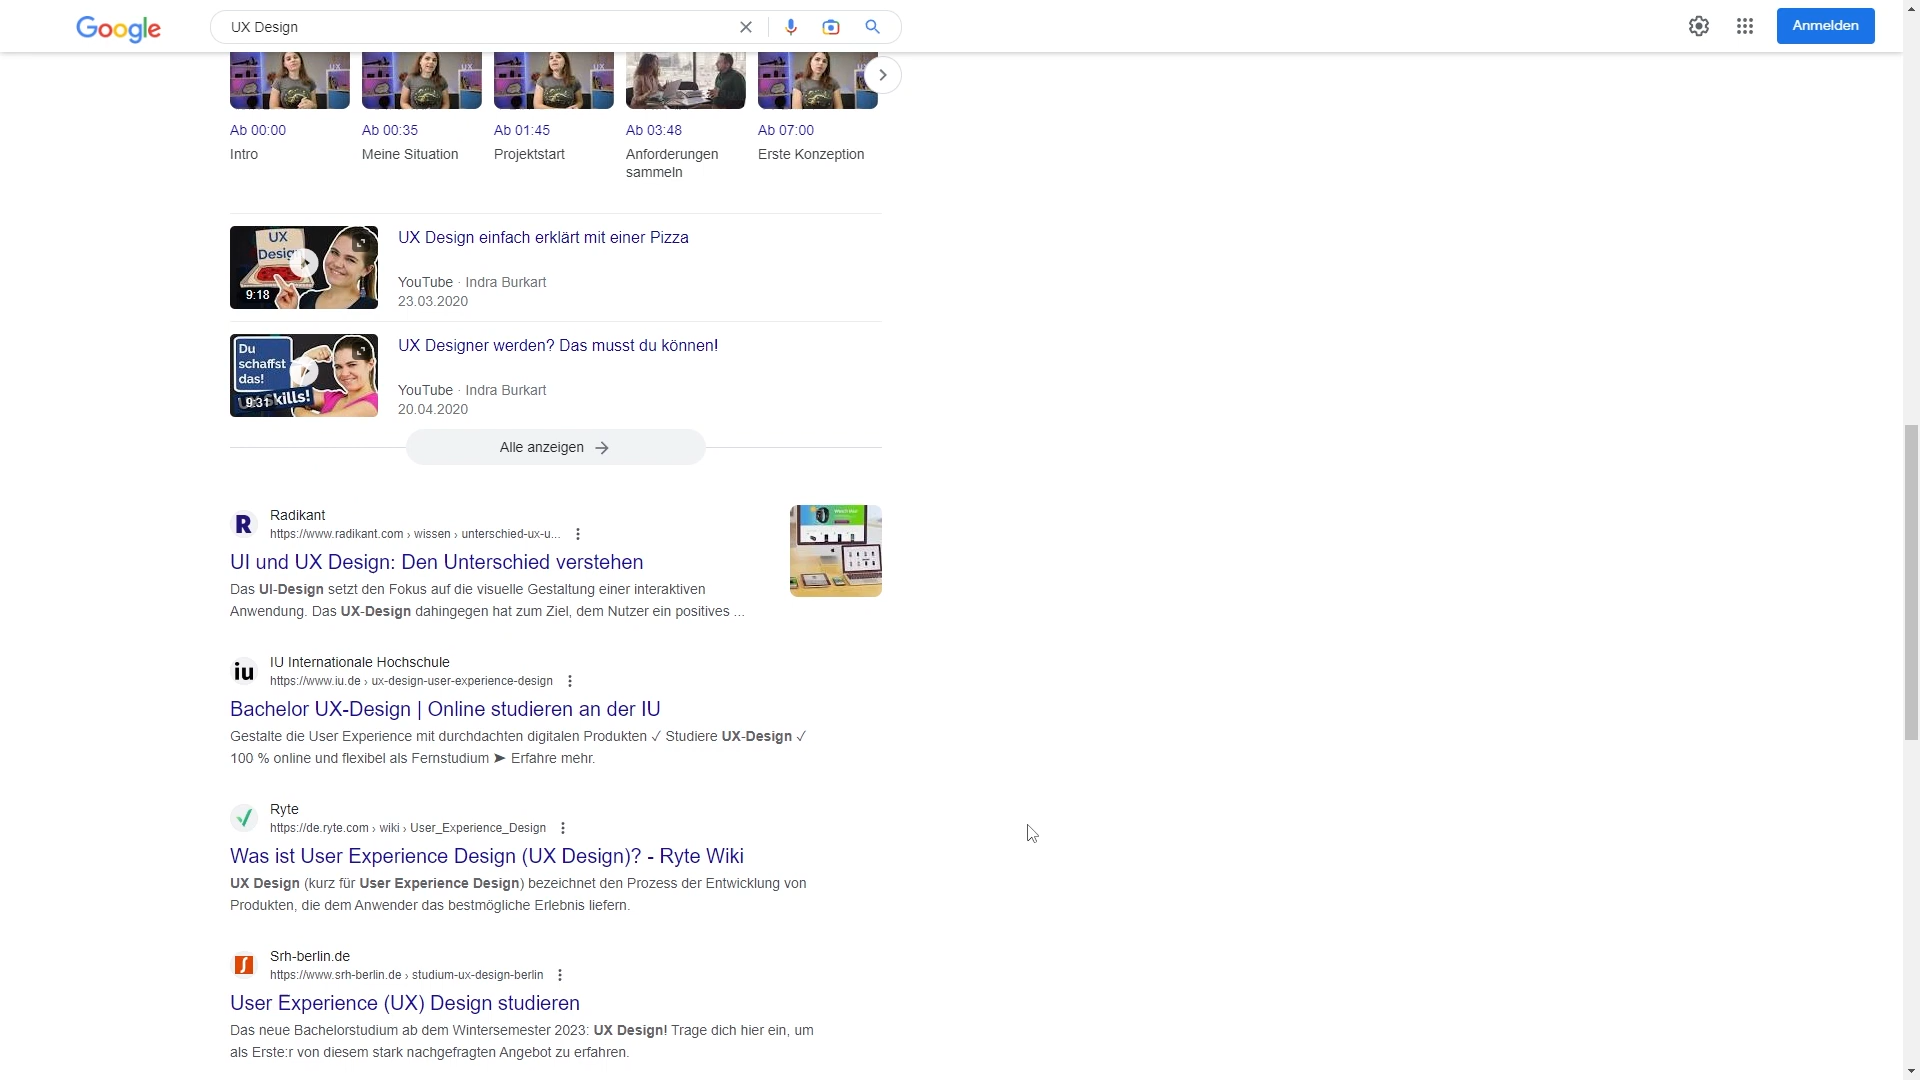 Google
UX Design
Anmelden
Ab 00:00
Intro
Ab 00:35
Meine Situation
Ab 01:45
Projektstart
Ab 03:48
Anforderungen
sammeln
Ab 07:00
Erste Konzeption
UX
Design
9:18
UX Design einfach erklärt mit einer Pizza
YouTube · Indra Burkart
23.03.2020
Du
schaffst
das!
UX Skills!
9:31
UX Designer werden? Das musst du können!
YouTube · Indra Burkart
20.04.2020
Alle anzeigen
R
Radikant
https://www.radikant.com › wissen › unterschied-ux-u...
UI und UX Design: Den Unterschied verstehen
Das UI-Design setzt den Fokus auf die visuelle Gestaltung einer interaktiven
Anwendung. Das UX-Design dahingegen hat zum Ziel, dem Nutzer ein positives ...
iu
IU Internationale Hochschule
https://www.iu.de › ux-design-user-experience-design
Bachelor UX-Design | Online studieren an der IU
Gestalte die User Experience mit durchdachten digitalen Produkten ✓ Studiere UX-Design ✓
100 % online und flexibel als Fernstudium ➤ Erfahre mehr.
Ryte
https://de.ryte.com › wiki › User_Experience_Design
Was ist User Experience Design (UX Design)? - Ryte Wiki
UX Design (kurz für User Experience Design) bezeichnet den Prozess der Entwicklung von
Produkten, die dem Anwender das bestmögliche Erlebnis liefern.
Srh-berlin.de
https://www.srh-berlin.de › studium-ux-design-berlin
User Experience (UX) Design studieren
Das neue Bachelorstudium ab dem Wintersemester 2023: UX Design! Trage dich hier ein, um
als Erste:r von diesem stark nachgefragten Angebot zu erfahren.